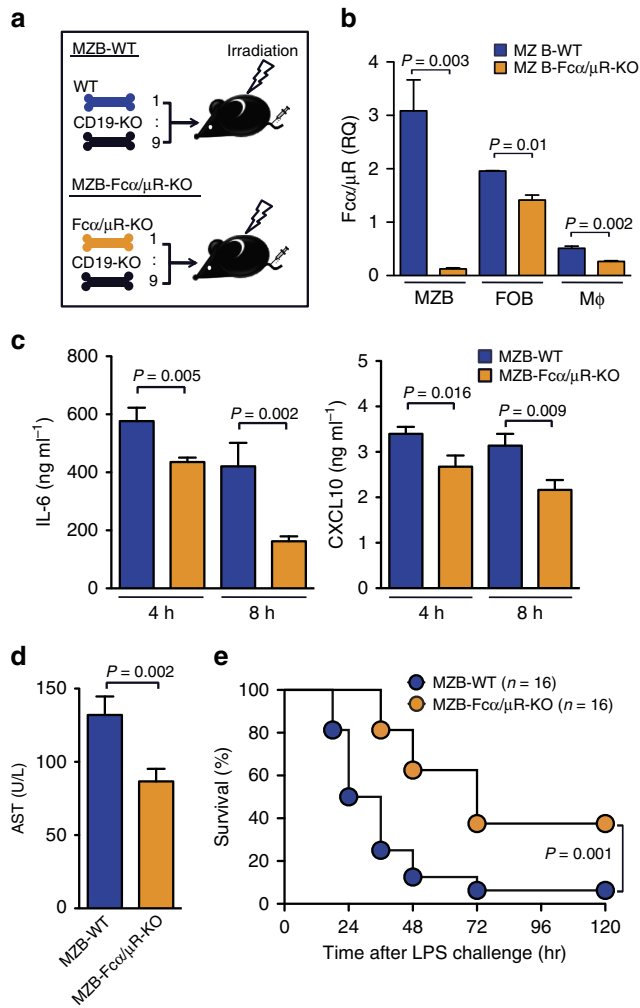 a
MZB-WT
Irradiation
WT
1
:
CD19-KO
9
MZB-Fcα/μR-KO
Fcα/μR-KO
1
:
CD19-KO
9
b
MZ B-WT
MZ B-Fcα/μR-KO
P = 0.003
P = 0.01
P = 0.002
Fcα/μR (RQ)
4
3
2
1
0
MZB
FOB
Mϕ
c
P = 0.005
P = 0.002
IL-6 (ng ml⁻¹)
800
600
400
200
0
4 h
8 h
MZB-WT
MZB-Fcα/μR-KO
P = 0.016
P = 0.009
CXCL10 (ng ml⁻¹)
5
4
3
3
2
1
0
4 h
8 h
d
P = 0.002
AST (U/L)
150
100
50
0
MZB-WT
MZB-Fcα/μR-KO
e
MZB-WT (n = 16)
MZB-Fcα/μR-KO (n = 16)
Survival (%)
100
80
60
40
20
0
P = 0.001
0
24
48
72
96
120
Time after LPS challenge (hr)